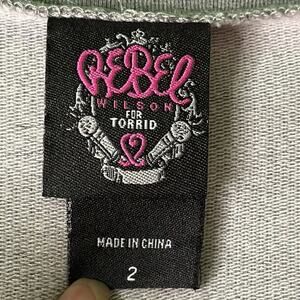 REBEL
WILSON
FOR
TORRID
MADE IN CHINA
2